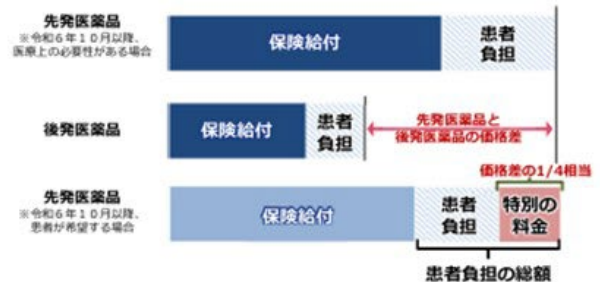 先発医薬品
※令和6年10月以降、
医療上の必要性がある場合
保険給付
患者
負担
後発医薬品
保険給付
患者
負担
先発医薬品と
後発医薬品の価格差
価格差の1/4相当
先発医薬品
※令和6年10月以降、
患者が希望する場合
保険給付
患者
負担
特別の
料金
患者負担の総額